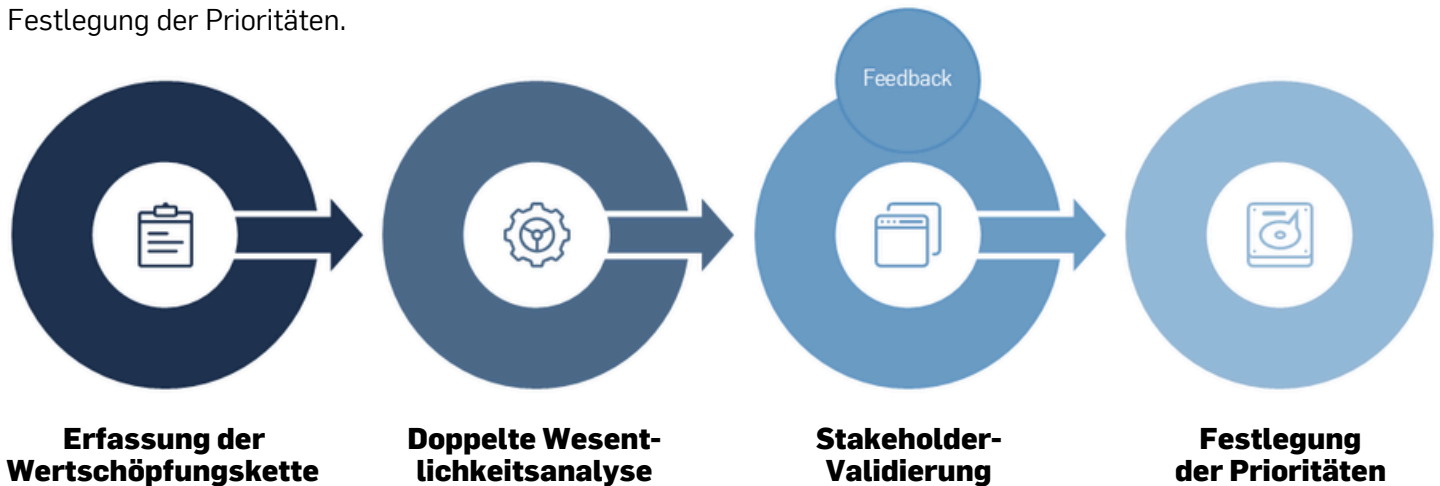 Festlegung der Prioritäten.
Feedback
Erfassung der
Wertschöpfungskette
Doppelte Wesent-
lichkeitsanalyse
Stakeholder-
Validierung
Festlegung
der Prioritäten